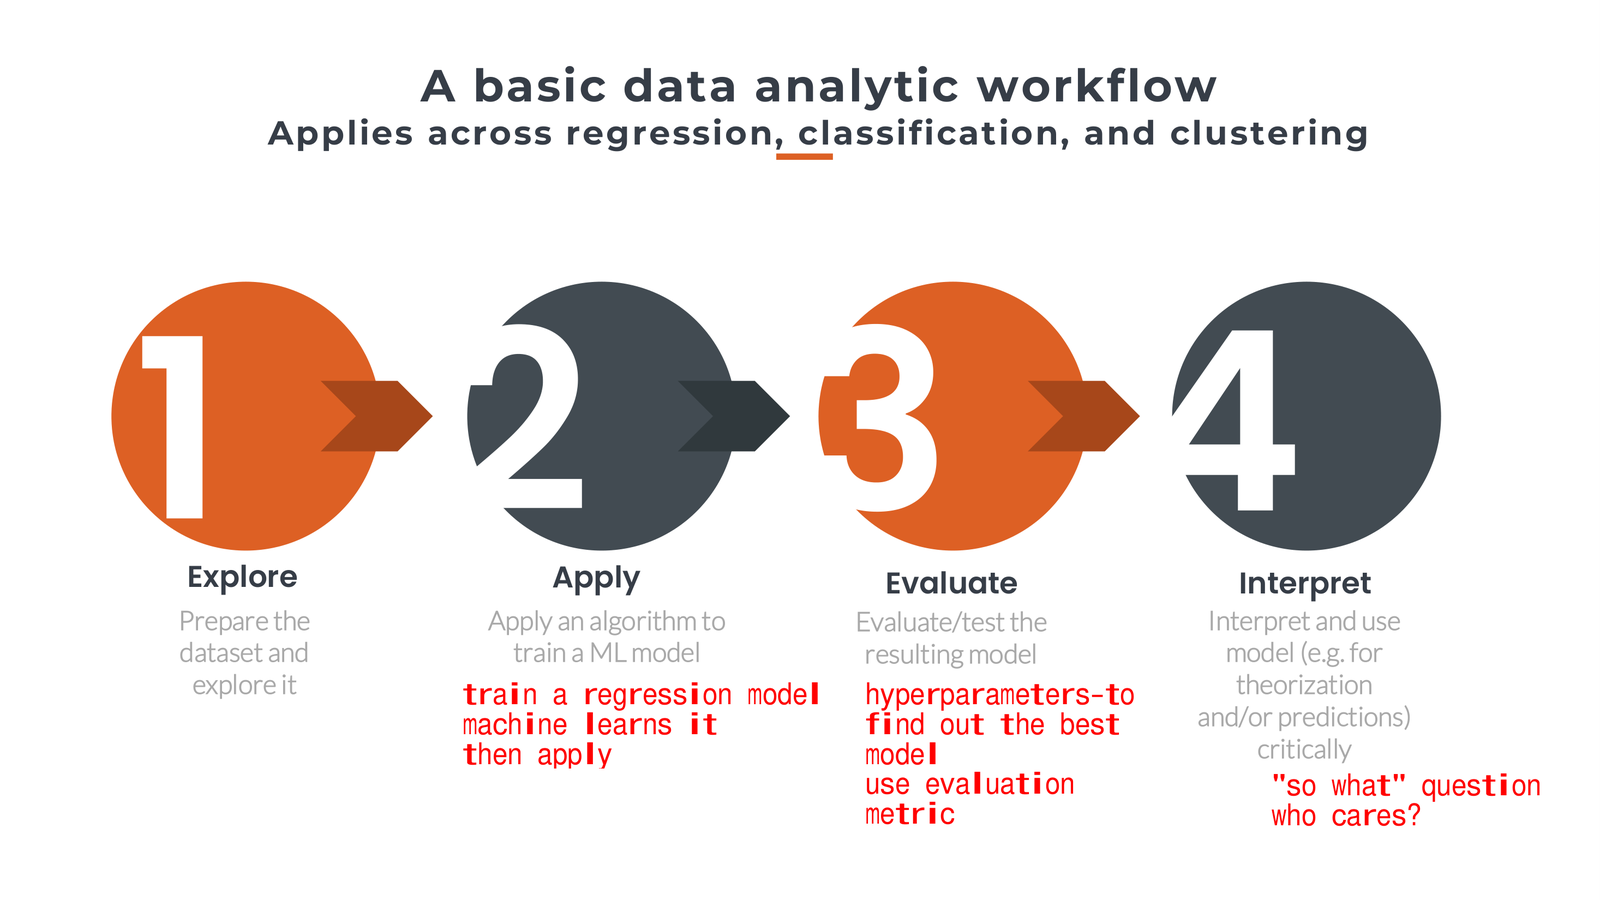 A basic data analytic workflow
Applies across regression, classification, and clustering
1
Explore
Prepare the
dataset and
explore it
2
Apply
Apply an algorithm to
train a ML model
train a regression model
machine learns it
then apply
3
Evaluate
Evaluate/test the
resulting model
hyperparameters-to
find out the best
model
use evaluation
metric
4
Interpret
Interpret and use
model (e.g. for
theorization
and/or predictions)
critically
"so what" question
who cares?